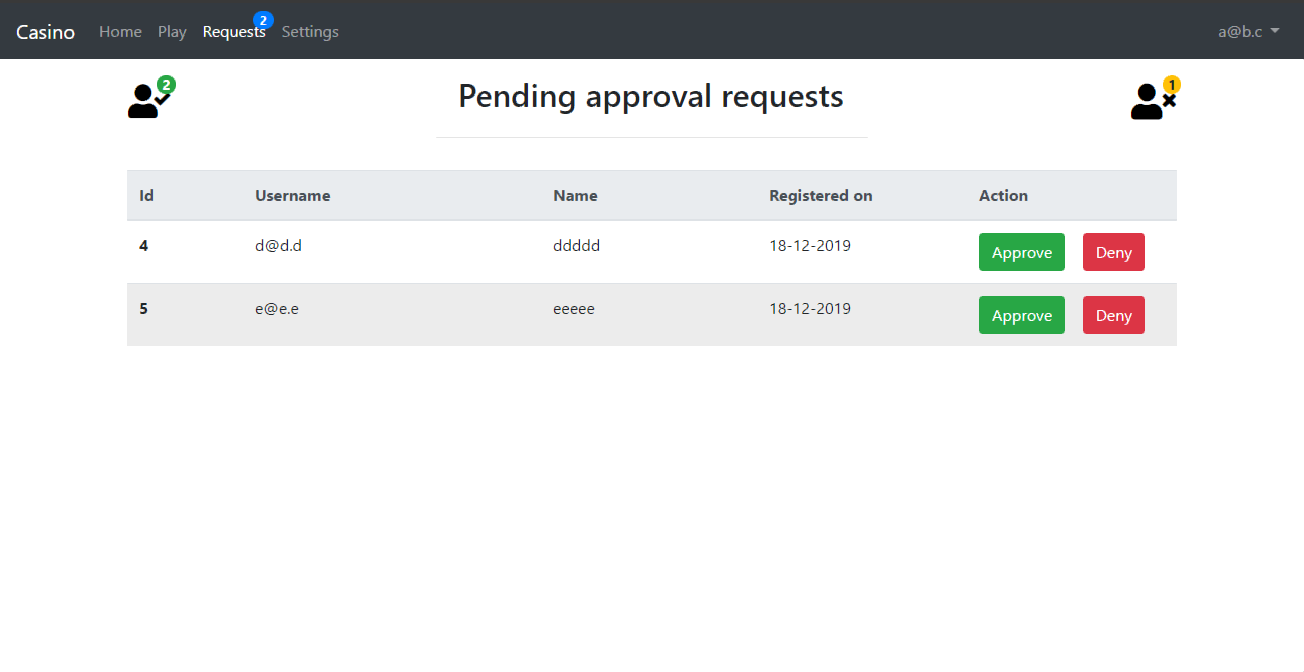 Casino Home Play Requests 2 Settings a@b.c
2 Pending approval requests 1
Id Username Name Registered on Action
4 d@d.d ddddd 18-12-2019 Approve Deny
5 e@e.e eeeee 18-12-2019 Approve Deny